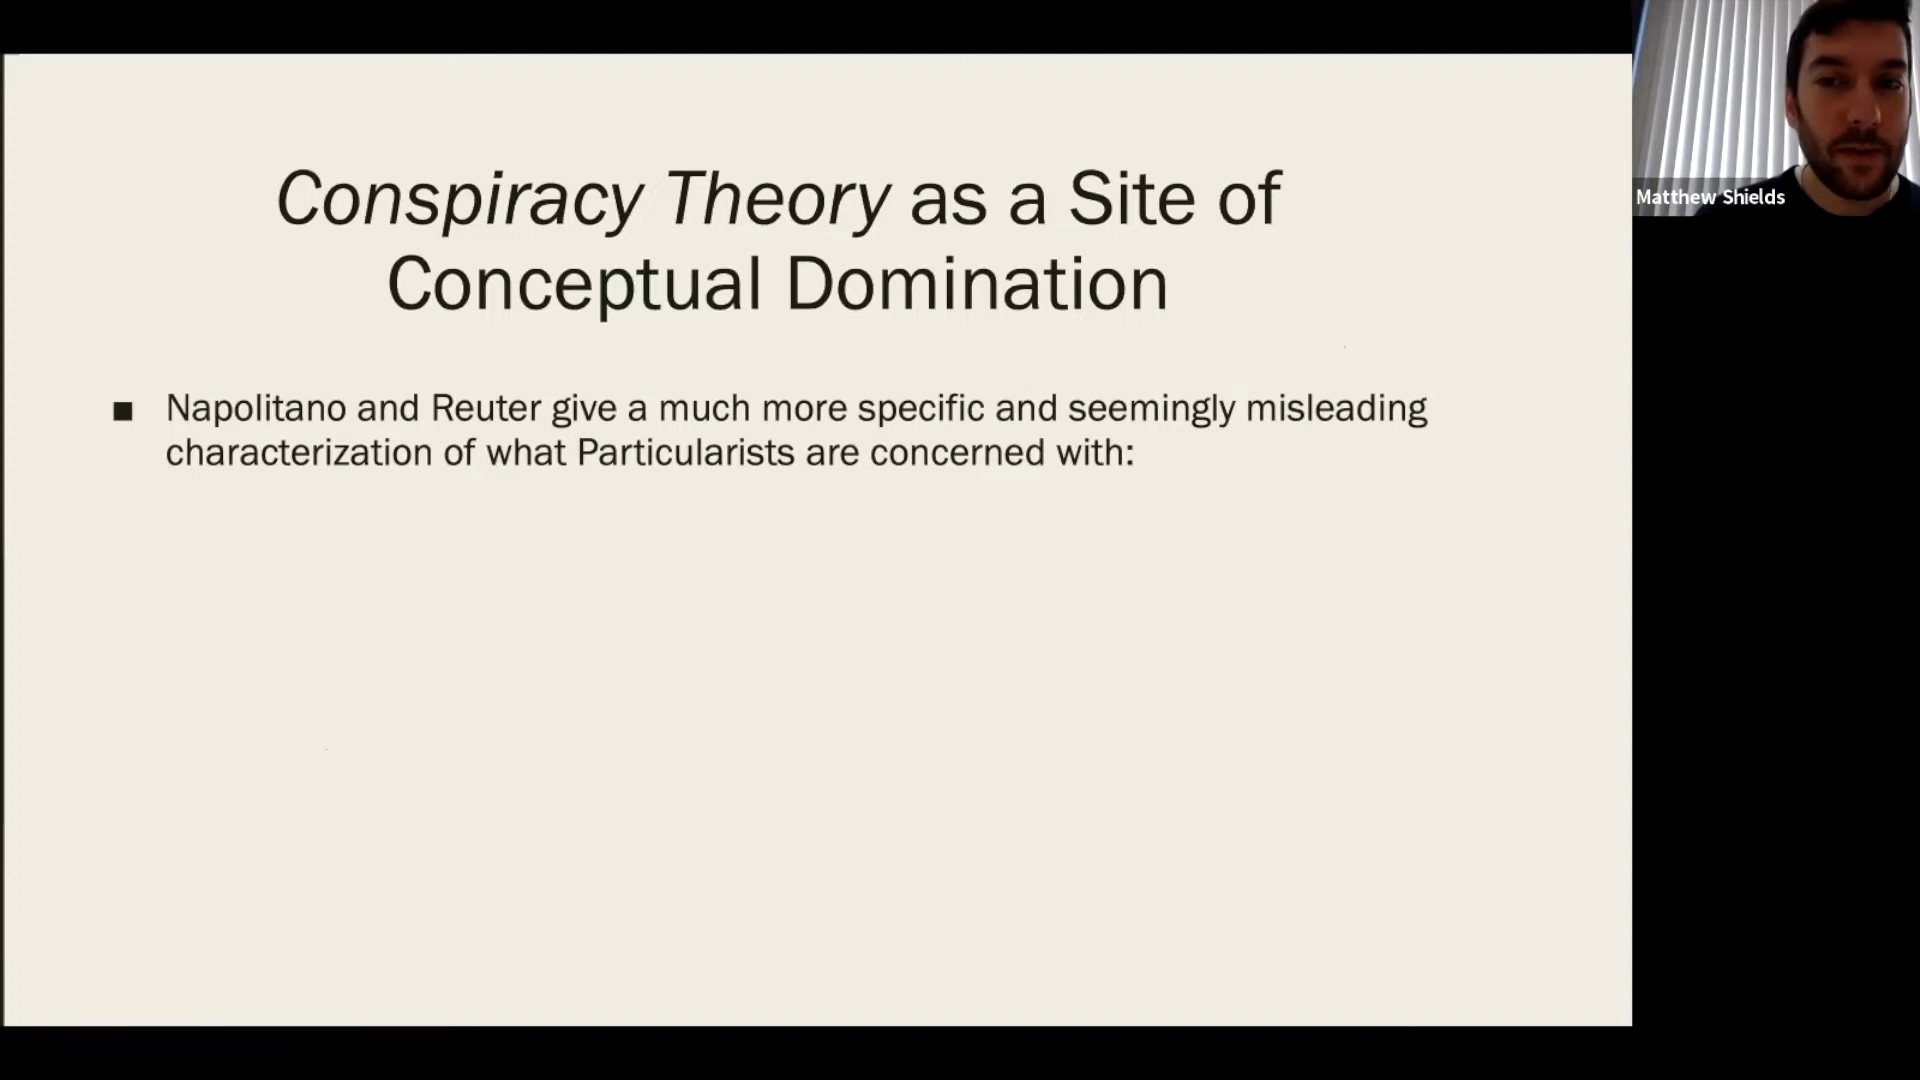 Conspiracy Theory as a Site of
Conceptual Domination
■ Napolitano and Reuter give a much more specific and seemingly misleading
characterization of what Particularists are concerned with:
Matthew Shields